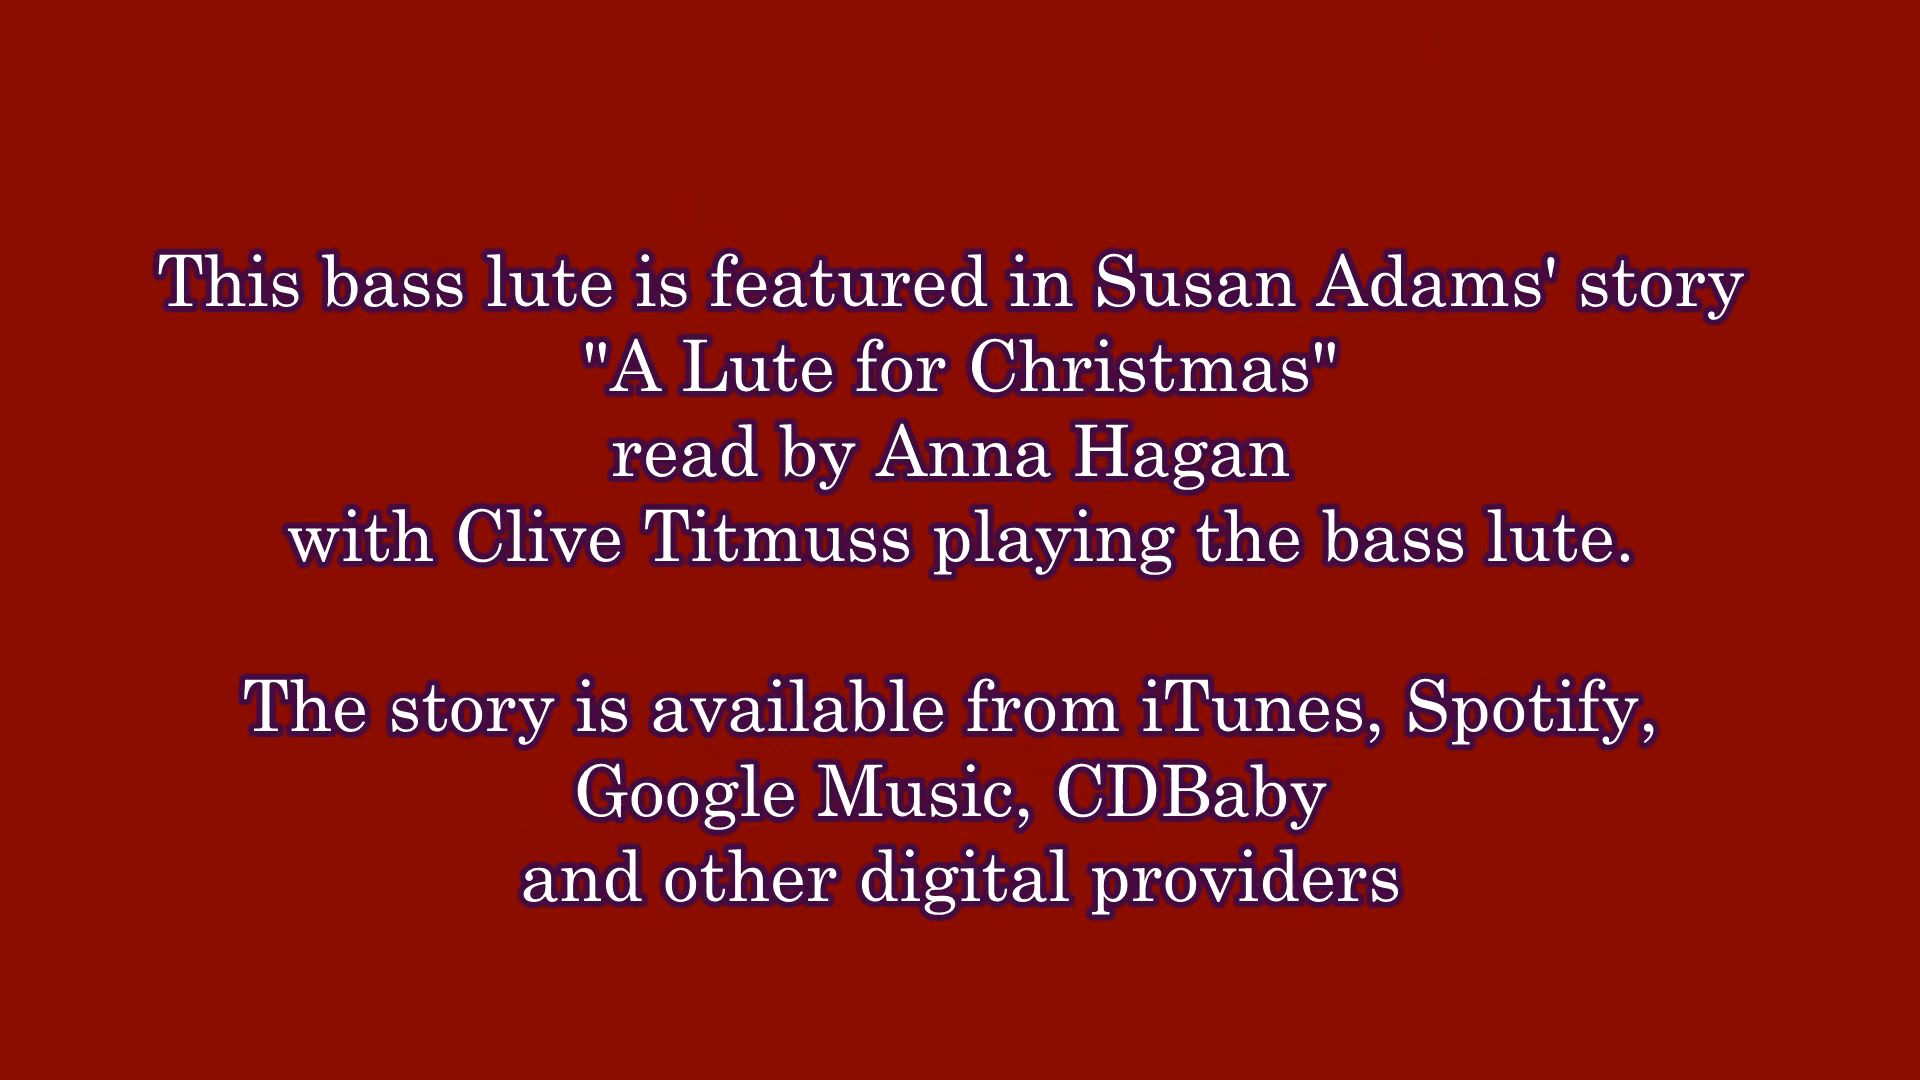 This bass lute is featured in Susan Adams' story
"A Lute for Christmas"
read by Anna Hagan
with Clive Titmuss playing the bass lute.
The story is available from iTunes, Spotify,
Google Music, CDBaby
and other digital providers